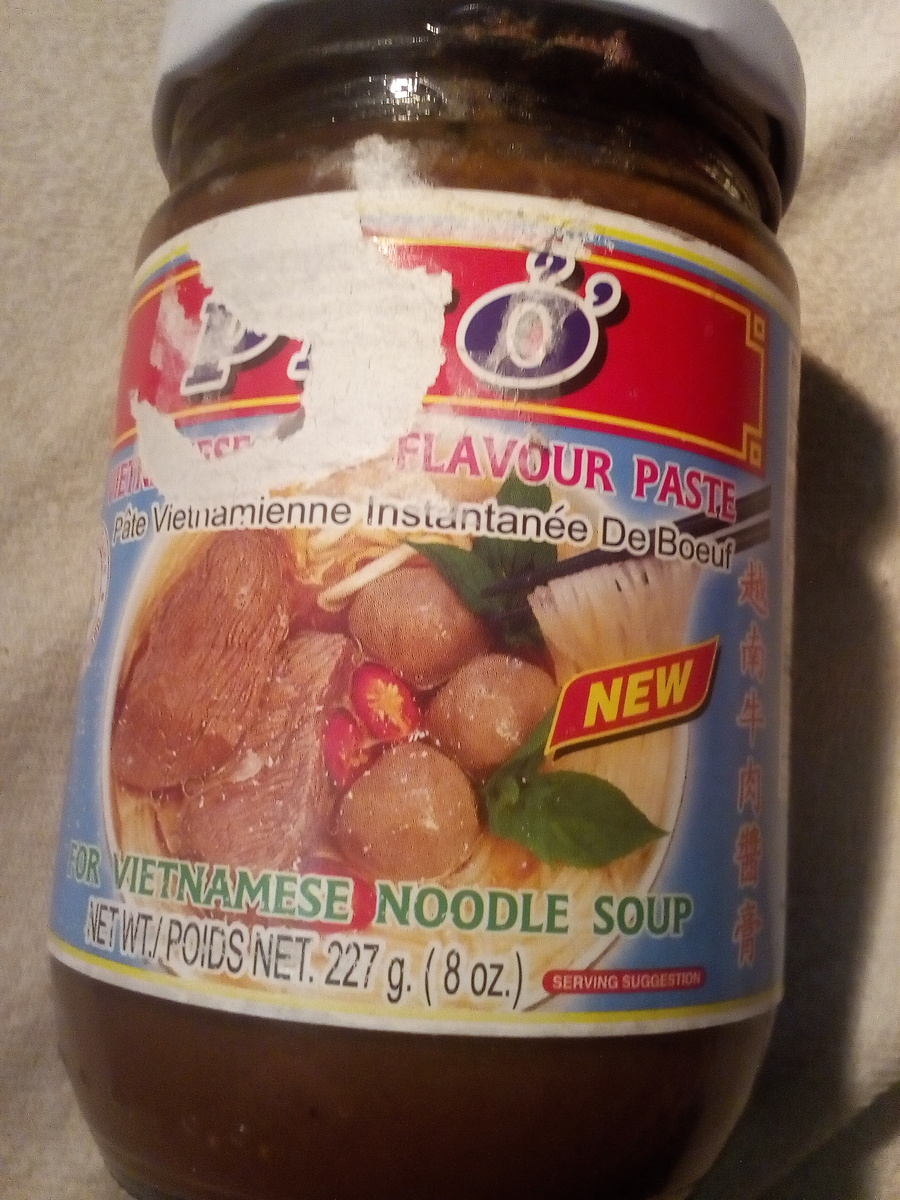 FLAVOUR PASTE
Pâte Vietnamienne Instantanée De Boeuf
越南牛肉醬膏
NEW
FOR VIETNAMESE NOODLE SOUP
NET WT./ POIDS NET. 227 g. ( 8 oz.)
SERVING SUGGESTION